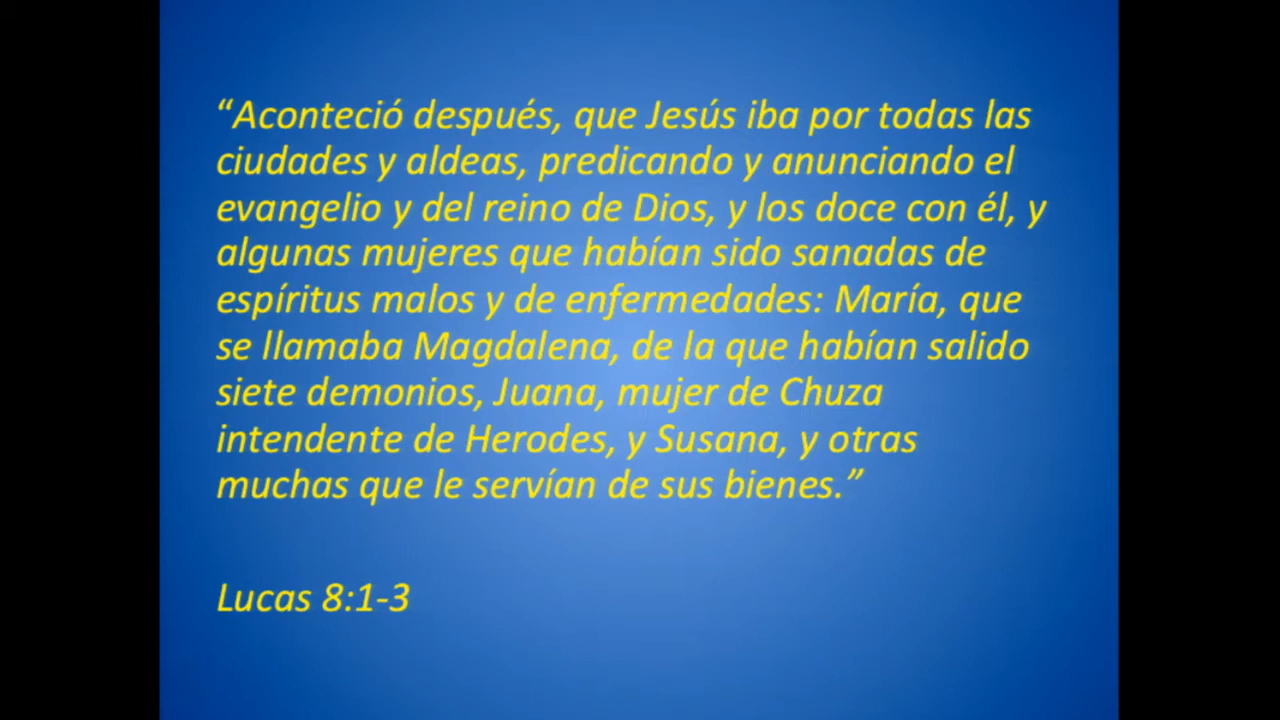 “Aconteció después, que Jesús iba por todas las
ciudades y aldeas, predicando y anunciando el
evangelio y del reino de Dios, y los doce con él, y
algunas mujeres que habían sido sanadas de
espíritus malos y de enfermedades: María, que
se llamaba Magdalena, de la que habían salido
siete demonios, Juana, mujer de Chuza
intendente de Herodes, y Susana, y otras
muchas que le servían de sus bienes.”
Lucas 8:1-3